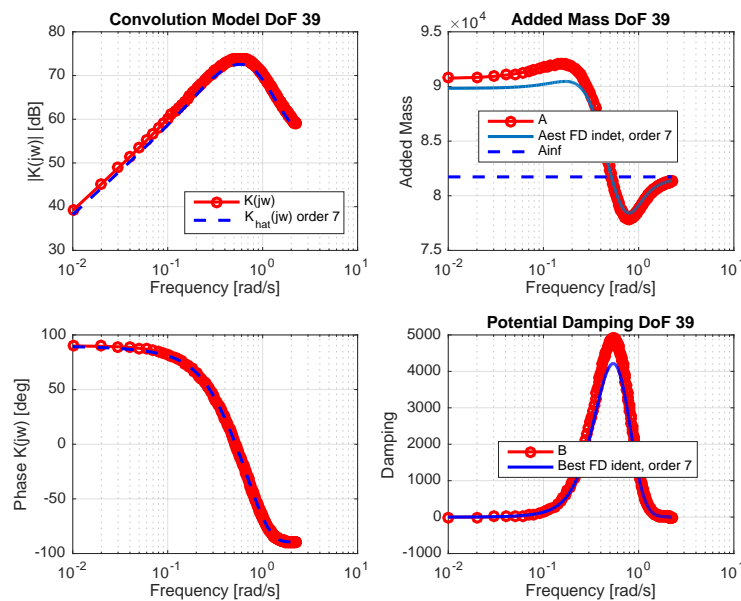 Convolution Model DoF 39
|K(jw)| [dB]
80
70
60
50
40
30
K(jw)
K_hat(jw) order 7
10^-2
10^-1
10^0
10^1
Frequency [rad/s]
Added Mass DoF 39
×10^4
Added Mass
9.5
9
8.5
8
7.5
A
Aest FD indet, order 7
Ainf
10^-2
10^-1
10^0
10^1
Frequency [rad/s]
Phase K(jw) [deg]
100
50
0
-50
-100
10^-2
10^-1
10^0
10^1
Frequency [rad/s]
Potential Damping DoF 39
Damping
5000
4000
3000
2000
1000
0
-1000
B
Best FD ident, order 7
10^-2
10^-1
10^0
10^1
Frequency [rad/s]